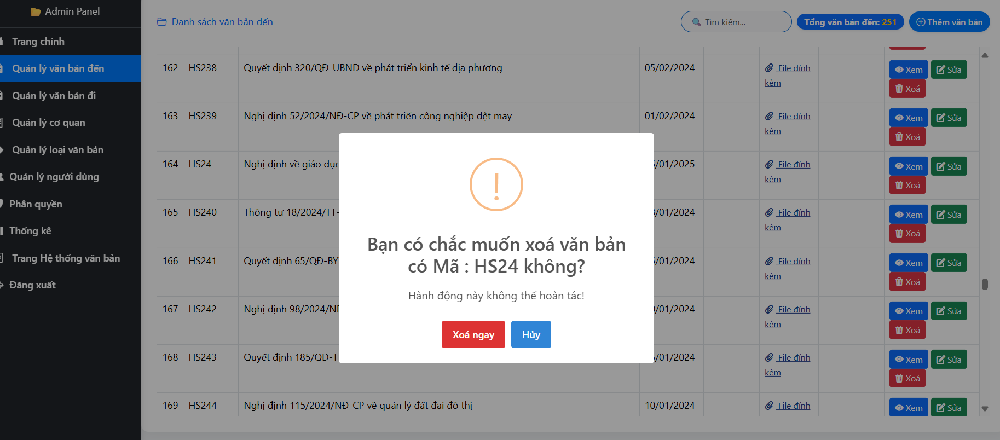 Admin Panel
Trang chính
Quản lý văn bản đến
Quản lý văn bản đi
Quản lý cơ quan
Quản lý loại văn bản
Quản lý người dùng
Phân quyền
Thống kê
Trang Hệ thống văn bản
Đăng xuất
Danh sách văn bản đến
Tìm kiếm...
Tổng văn bản đến: 251
Thêm văn bản
162 HS238 Quyết định 320/QĐ-UBND về phát triển kinh tế địa phương 05/02/2024 File đính
kèm
Xem Sửa
Xoá
163 HS239 Nghị định 52/2024/NĐ-CP về phát triển công nghiệp dệt may 01/02/2024 File đính
kèm
Xem Sửa
Xoá
164 HS24 Nghị định về giáo dục /01/2025 File đính
kèm
Xem Sửa
Xoá
165 HS240 Thông tư 18/2024/TT- /01/2024 File đính
kèm
Xem Sửa
Xoá
166 HS241 Quyết định 65/QĐ-BY /01/2024 File đính
kèm
Xem Sửa
Xoá
167 HS242 Nghị định 98/2024/NĐ /01/2024 File đính
kèm
Xem Sửa
Xoá
168 HS243 Quyết định 185/QĐ-T /01/2024 File đính
kèm
Xem Sửa
Xoá
169 HS244 Nghị định 115/2024/NĐ-CP về quản lý đất đai đô thị 10/01/2024 File đính
Xem Sửa
Bạn có chắc muốn xoá văn bản
có Mã : HS24 không?
Hành động này không thể hoàn tác!
Xoá ngay
Hủy